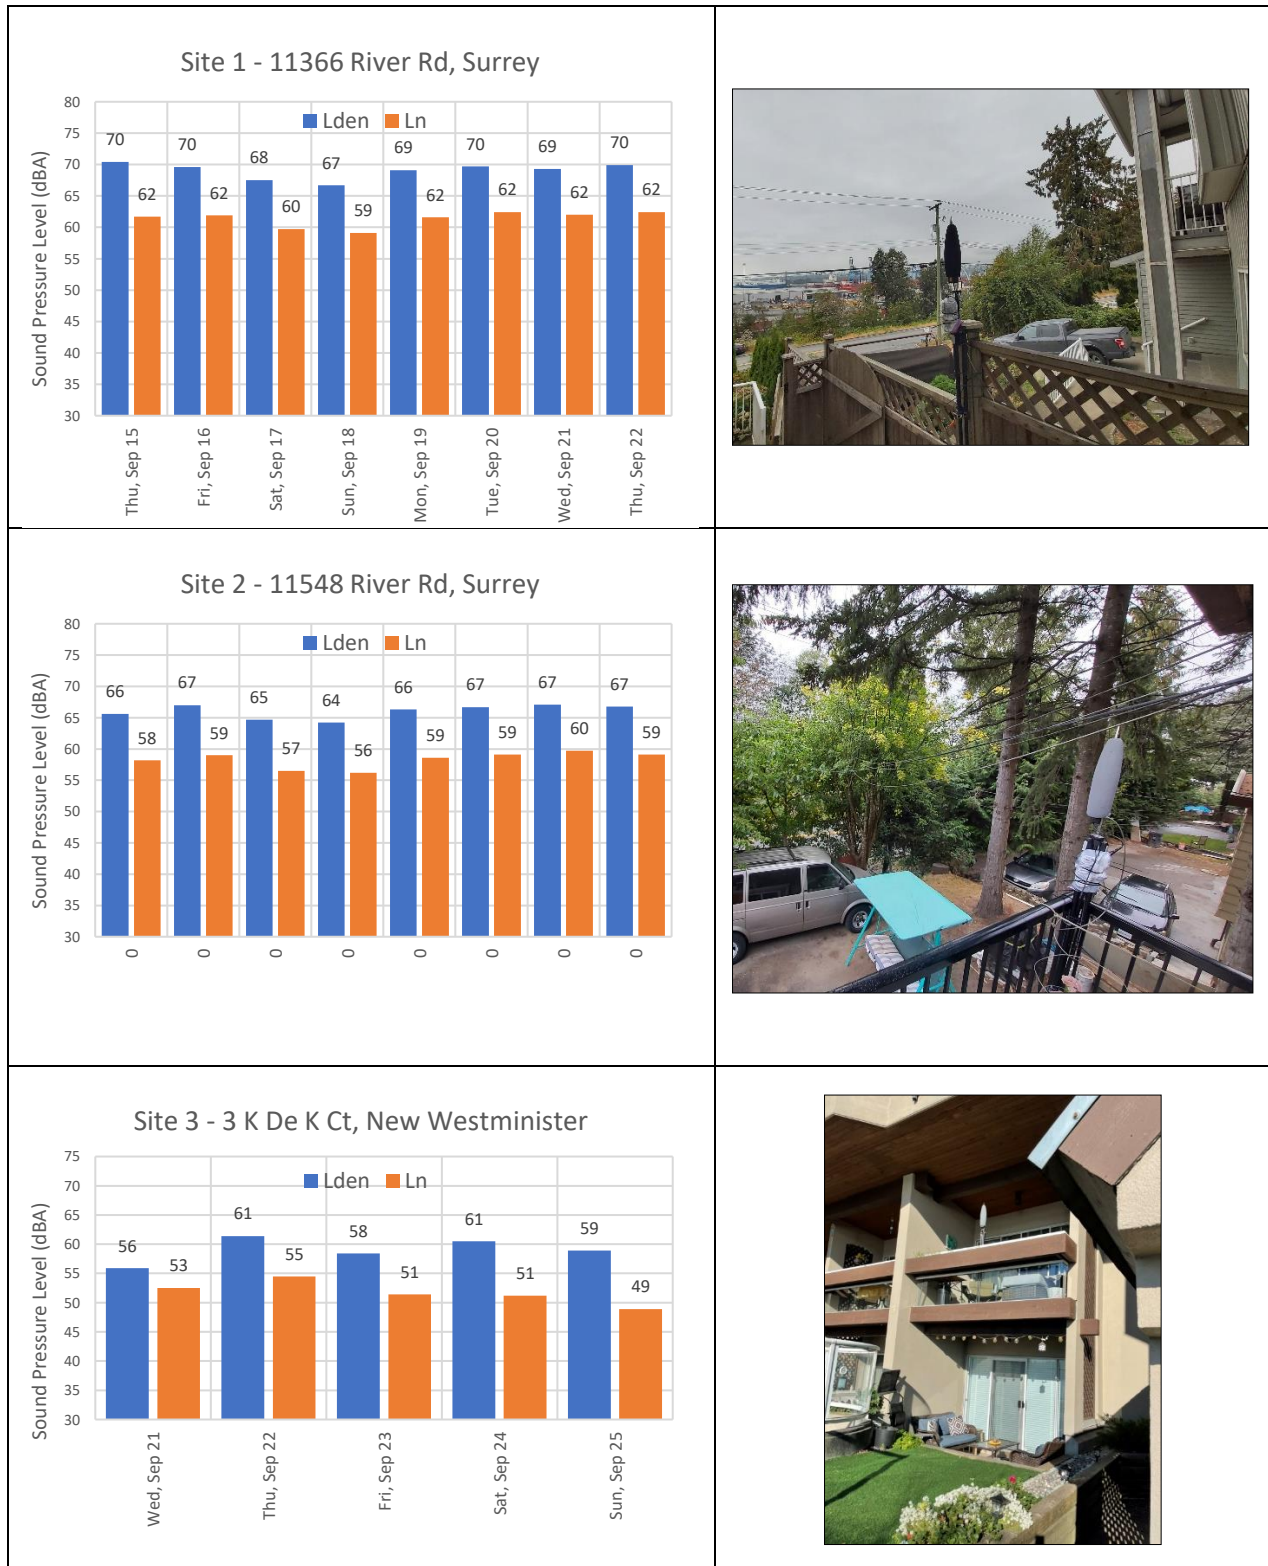 Site 1 - 11366 River Rd, Surrey
Sound Pressure Level (dBA)
80
75
70
65
60
55
50
45
40
35
30
Lden Ln
70 62 70 62 68 60 67 59 69 62 70 62 69 62 70 62
Thu, Sep 15
Fri, Sep 16
Sat, Sep 17
Sun, Sep 18
Mon, Sep 19
Tue, Sep 20
Wed, Sep 21
Thu, Sep 22
Site 2 - 11548 River Rd, Surrey
Sound Pressure Level (dBA)
80
75
70
65
60
55
50
45
40
35
30
Lden Ln
66 58 67 59 65 57 64 56 66 59 67 59 67 60 67 59
0
0
0
0
0
0
0
0
Site 3 - 3 K De K Ct, New Westminister
Sound Pressure Level (dBA)
75
70
65
60
55
50
45
40
35
30
Lden Ln
56 53 61 55 58 51 61 51 59 49
Wed, Sep 21
Thu, Sep 22
Fri, Sep 23
Sat, Sep 24
Sun, Sep 25